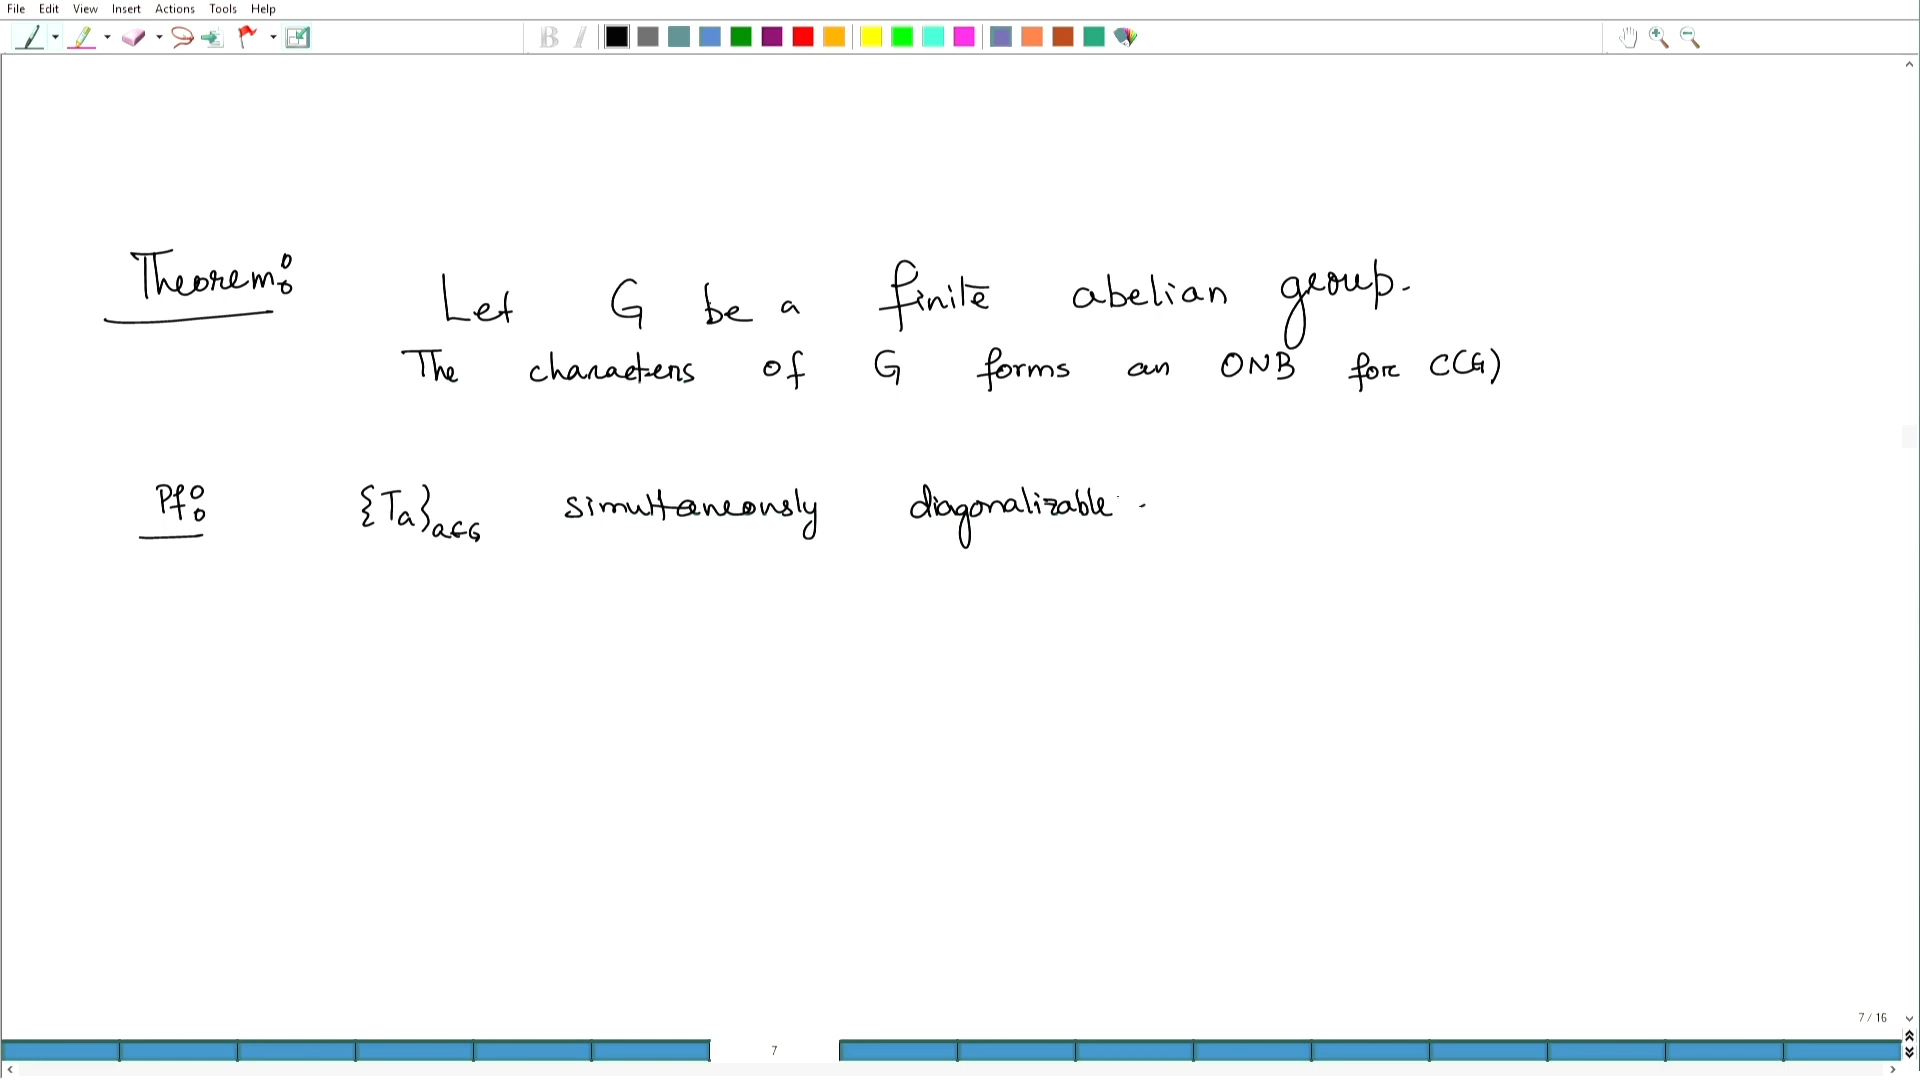 File Edit View Insert Actions Tools Help
B I
Theorem:
Let G be a finite abelian group.
The characters of G forms an ONB for C(G)
Pf: {Ta}a∈G simultaneously diagonalizable.
7 / 16
7